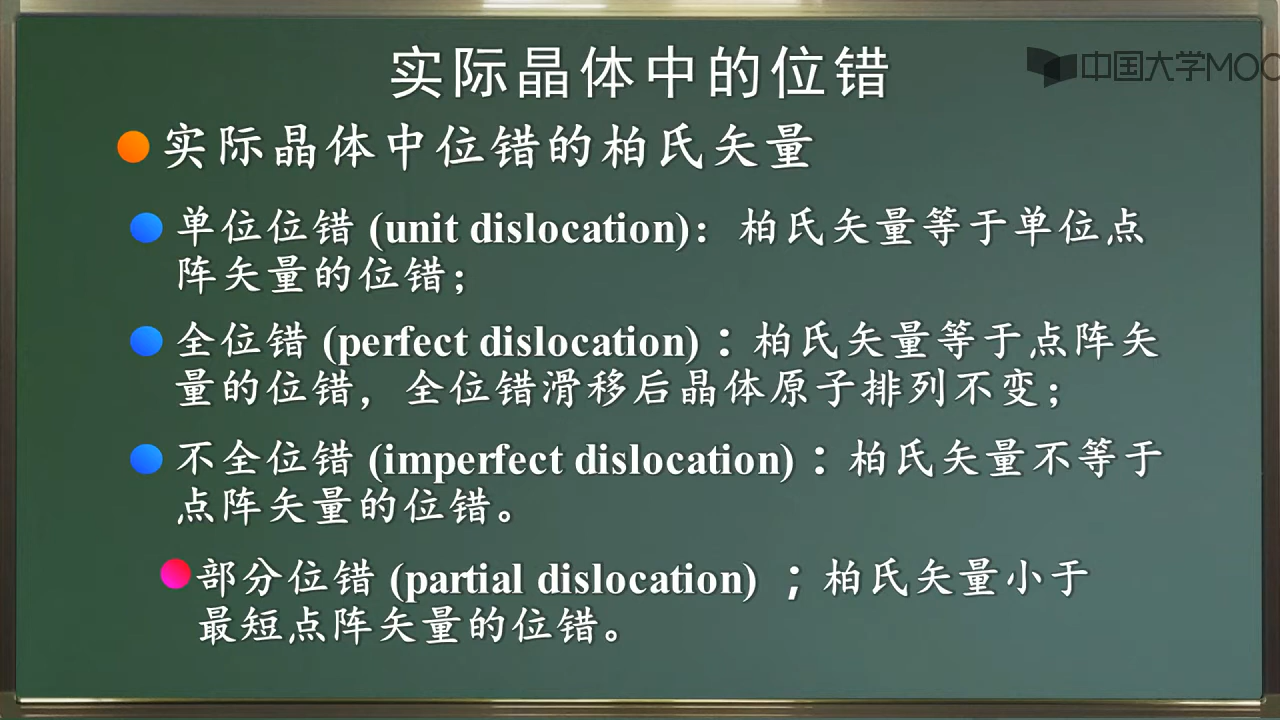 实际晶体中的位错
中国大学MOO
实际晶体中位错的柏氏矢量
单位位错 (unit dislocation)：柏氏矢量等于单位点
阵矢量的位错；
全位错 (perfect dislocation)：柏氏矢量等于点阵矢
量的位错，全位错滑移后晶体原子排列不变；
不全位错 (imperfect dislocation)：柏氏矢量不等于
点阵矢量的位错。
部分位错 (partial dislocation) ；柏氏矢量小于
最短点阵矢量的位错。